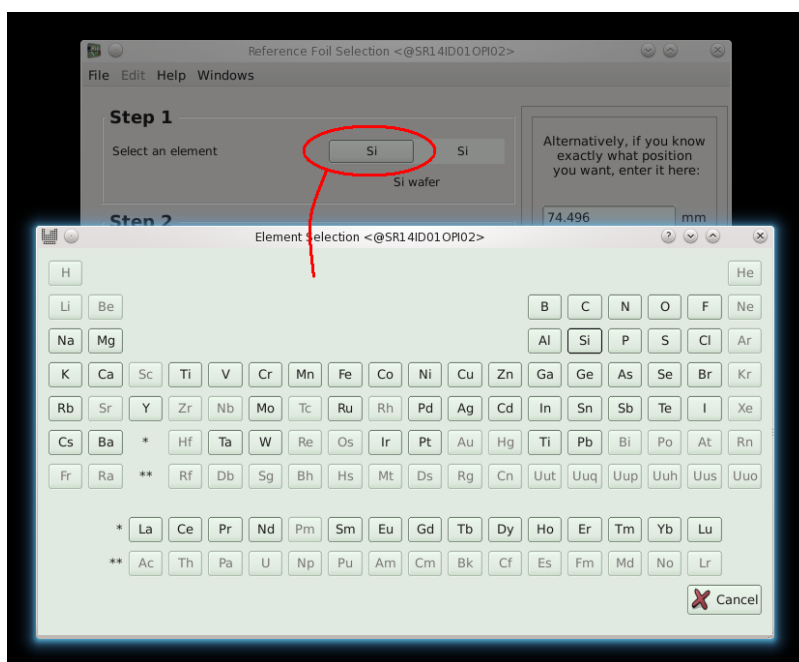 Reference Foil Selection <@SR14ID01OPI02>
File Edit Help Windows
Step 1
Select an element
Si
Si
Si wafer
Alternatively, if you know
exactly what position
you want, enter it here:
Step 2
74.496 mm
Element Selection <@SR14ID01OPI02>
H He
Li Be B C N O F Ne
Na Mg Al Si P S Cl Ar
K Ca Sc Ti V Cr Mn Fe Co Ni Cu Zn Ga Ge As Se Br Kr
Rb Sr Y Zr Nb Mo Tc Ru Rh Pd Ag Cd In Sn Sb Te I Xe
Cs Ba * Hf Ta W Re Os Ir Pt Au Hg Ti Pb Bi Po At Rn
Fr Ra ** Rf Db Sg Bh Hs Mt Ds Rg Cn Uut Uuq Uup Uuh Uus Uuo
* La Ce Pr Nd Pm Sm Eu Gd Tb Dy Ho Er Tm Yb Lu
** Ac Th Pa U Np Pu Am Cm Bk Cf Es Fm Md No Lr
Cancel